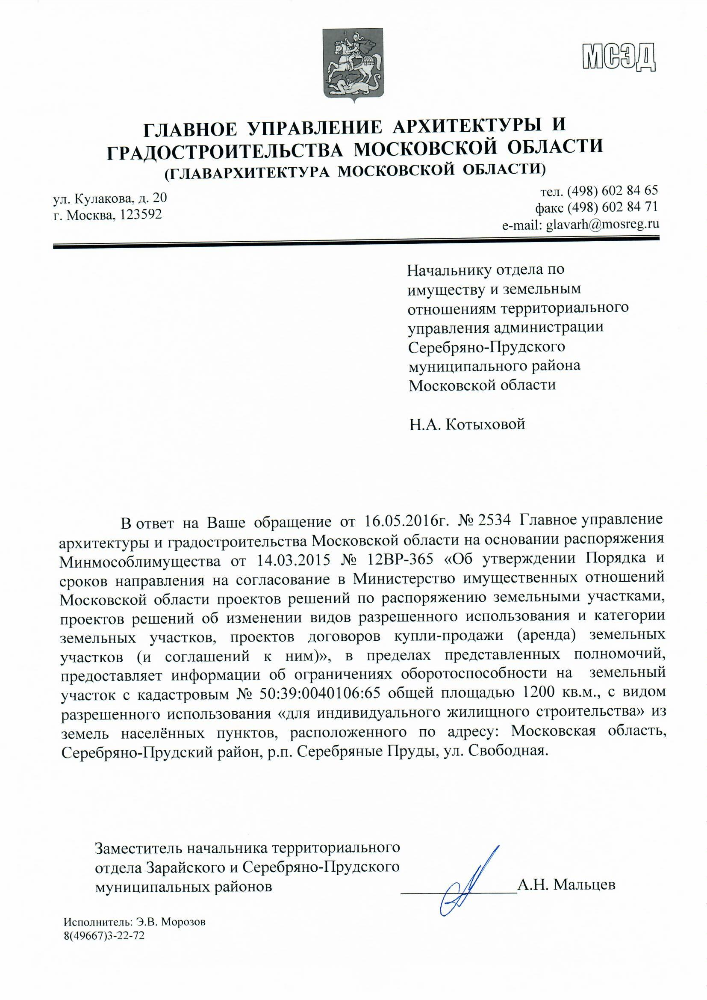 МСЭД
ГЛАВНОЕ УПРАВЛЕНИЕ АРХИТЕКТУРЫ И
ГРАДОСТРОИТЕЛЬСТВА МОСКОВСКОЙ ОБЛАСТИ
(ГЛАВАРХИТЕКТУРА МОСКОВСКОЙ ОБЛАСТИ)
ул. Кулакова, д. 20
г. Москва, 123592
тел. (498) 602 84 65
факс (498) 602 84 71
e-mail: glavarh@mosreg.ru
Начальнику отдела по
имуществу и земельным
отношениям территориального
управления администрации
Серебряно-Прудского
муниципального района
Московской области
Н.А. Котыховой
В ответ на Ваше обращение от 16.05.2016г. № 2534 Главное управление
архитектуры и градостроительства Московской области на основании распоряжения
Минмособлимущества от 14.03.2015 № 12ВР-365 «Об утверждении Порядка и
сроков направления на согласование в Министерство имущественных отношений
Московской области проектов решений по распоряжению земельными участками,
проектов решений об изменении видов разрешенного использования и категории
земельных участков, проектов договоров купли-продажи (аренда) земельных
участков (и соглашений к ним)», в пределах представленных полномочий,
предоставляет информации об ограничениях оборотоспособности на земельный
участок с кадастровым № 50:39:0040106:65 общей площадью 1200 кв.м., с видом
разрешенного использования «для индивидуального жилищного строительства» из
земель населённых пунктов, расположенного по адресу: Московская область,
Серебряно-Прудский район, р.п. Серебряные Пруды, ул. Свободная.
Заместитель начальника территориального
отдела Зарайского и Серебряно-Прудского
муниципальных районов
А.Н. Мальцев
Исполнитель: Э.В. Морозов
8(49667)3-22-72